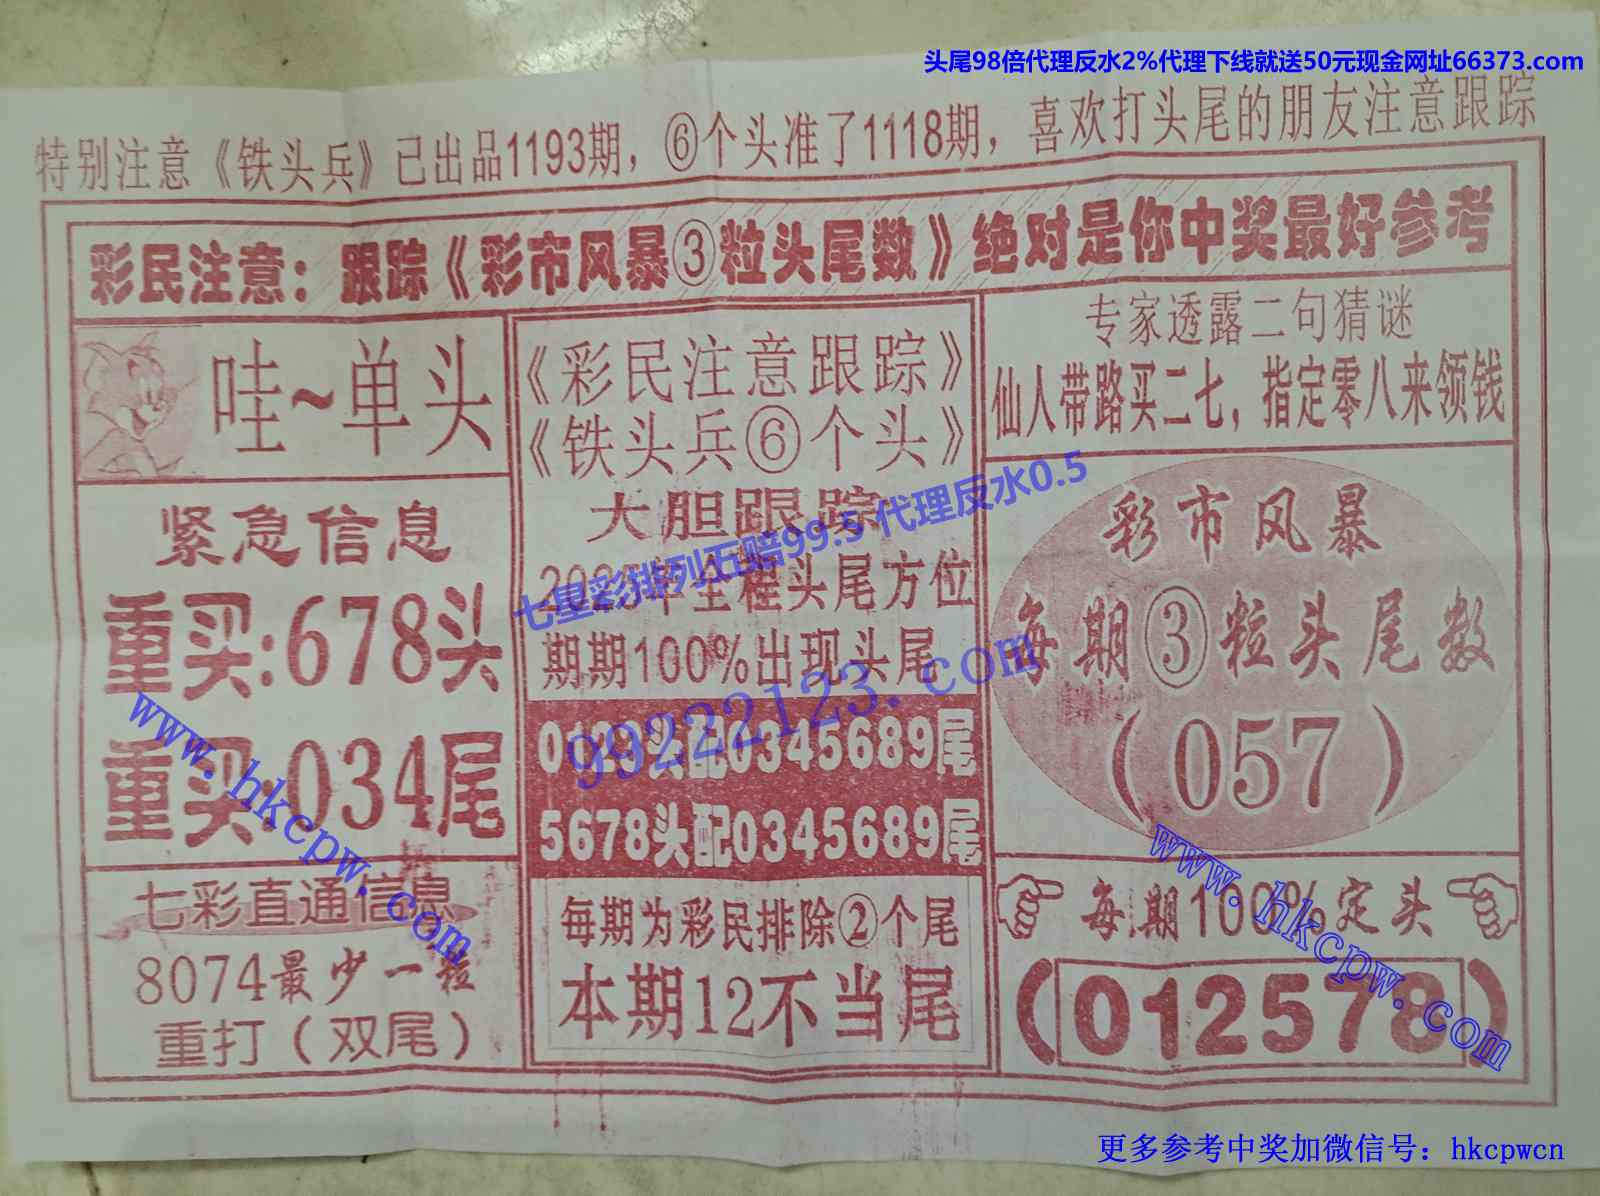 头尾98倍代理反水2%代理下线就送50元现金网址66373.com
特别注意《铁头兵》已出品1193期，⑥个头准了1118期，喜欢打头尾的朋友注意跟踪
彩民注意：跟踪《彩市风暴③粒头尾数》绝对是你中奖最好参考
哇~单头
紧急信息
重买:678头
重买:034尾
七彩直通信息
8074最少一粒
重打（双尾）
《彩民注意跟踪》
《铁头兵⑥个头》
大胆跟踪
年全程头尾方位
期期100%出现头尾
头配0345689尾
5678头配0345689尾
每期为彩民排除②个尾
本期12不当尾
专家透露二句猜谜
仙人带路买二七，指定零八来领钱
彩市风暴
每期③粒头尾数
（057）
每期100%定头
（012578）
七星彩排列五赔99.5 代理反水0.5
99222123.com
www.hkcpw.com
www.hkcpw.com
更多参考中奖加微信号：hkcpwcn